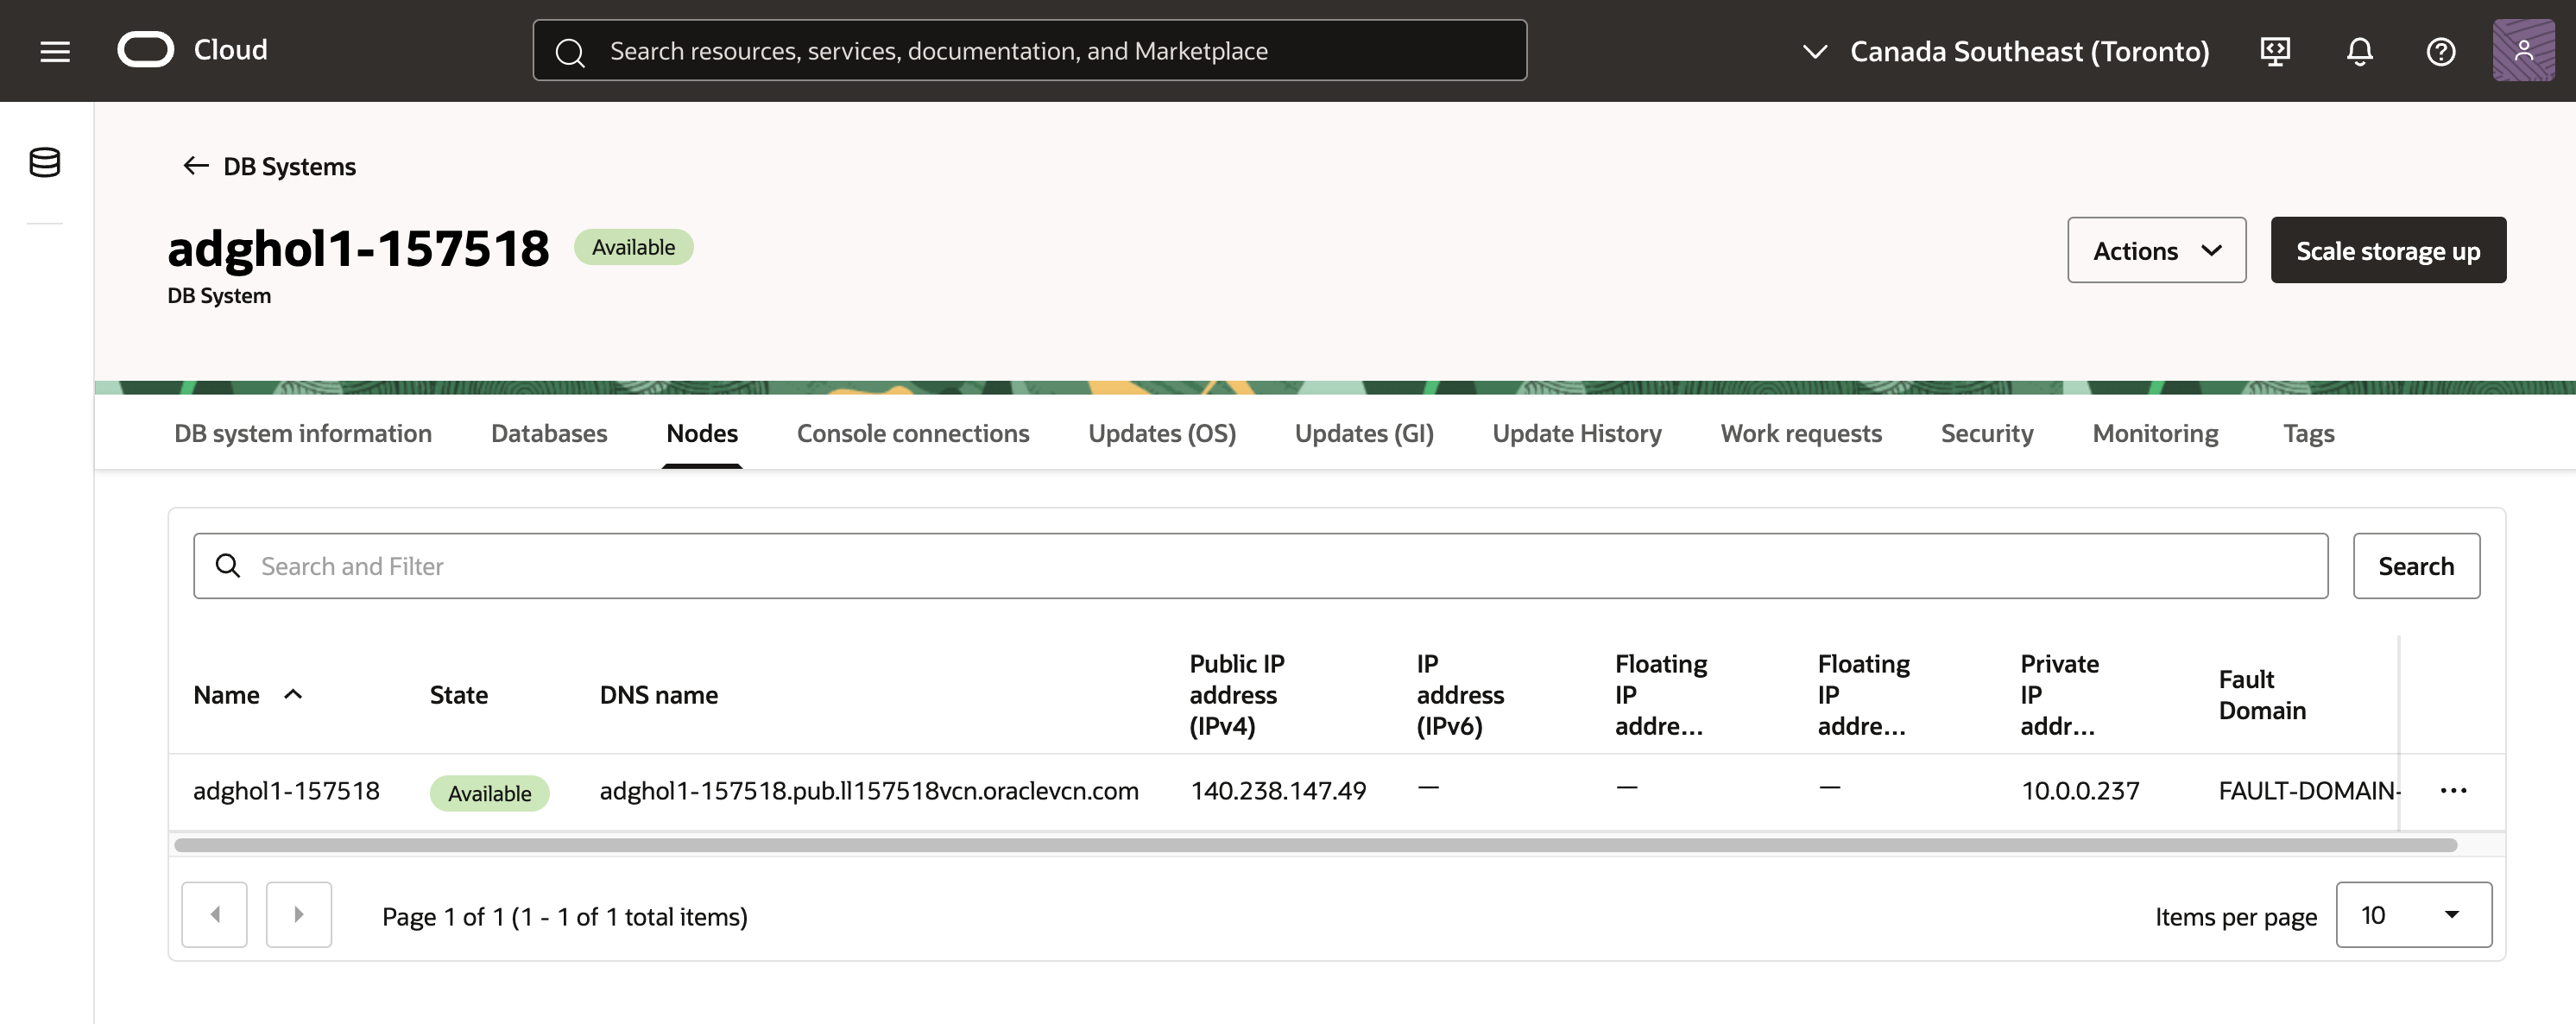 Cloud
Search resources, services, documentation, and Marketplace
Canada Southeast (Toronto)
DB Systems
adghol1-157518
Available
DB System
Actions
Scale storage up
DB system information
Databases
Nodes
Console connections
Updates (OS)
Updates (GI)
Update History
Work requests
Security
Monitoring
Tags
Search and Filter
Search
Name
State
DNS name
Public IP
address
(IPv4)
IP
address
(IPv6)
Floating
IP
addre...
Floating
IP
addre...
Private
IP
addr...
Fault
Domain
adghol1-157518
Available
adghol1-157518.pub.ll157518vcn.oraclevcn.com
140.238.147.49
—
—
—
10.0.0.237
FAULT-DOMAIN-
Page 1 of 1 (1 - 1 of 1 total items)
Items per page
10